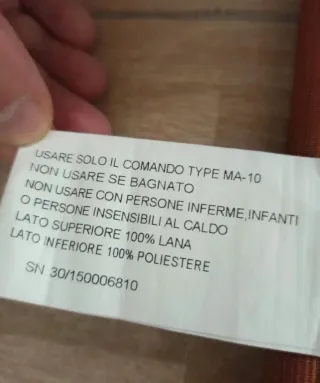 USARE SOLO IL COMANDO TYPE MA-10
NON USARE SE BAGNATO
NON USARE CON PERSONE INFERME,INFANTI
O PERSONE INSENSIBILI AL CALDO
LATO SUPERIORE 100% LANA
LATO INFERIORE 100% POLIESTERE
SN 30/150006810